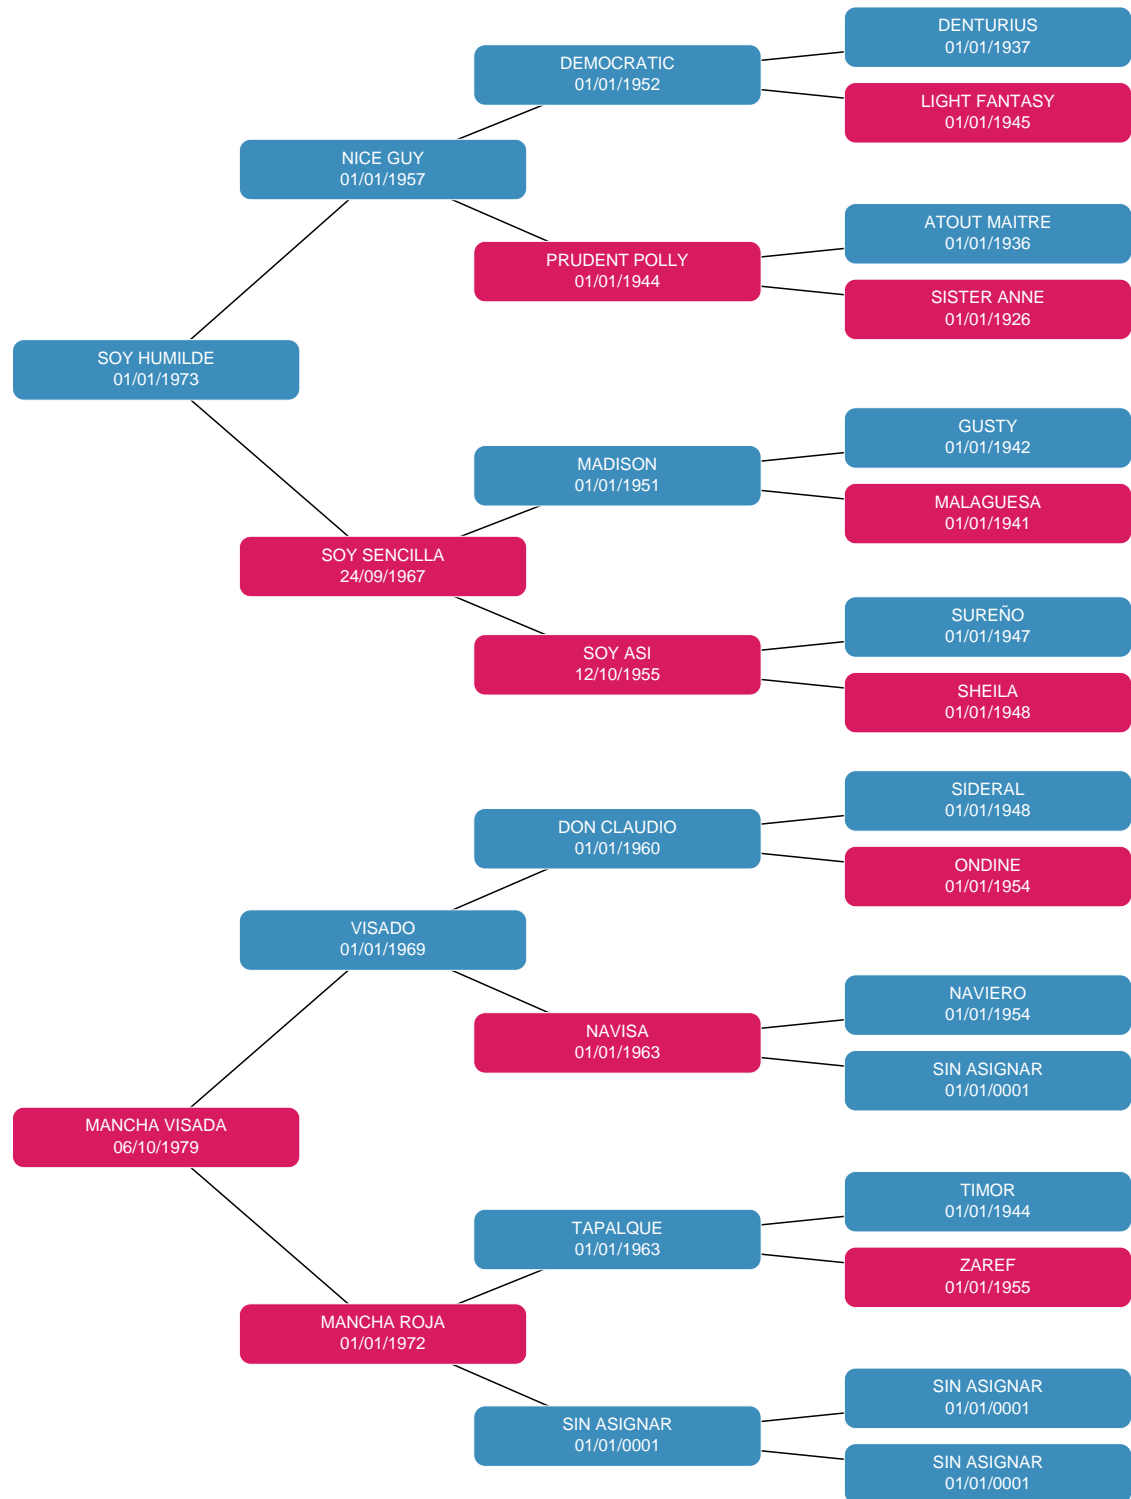 DENTURIUS
01/01/1937
DEMOCRATIC
01/01/1952
LIGHT FANTASY
01/01/1945
NICE GUY
01/01/1957
ATOUT MAITRE
01/01/1936
PRUDENT POLLY
01/01/1944
SISTER ANNE
01/01/1926
SOY HUMILDE
01/01/1973
GUSTY
01/01/1942
MADISON
01/01/1951
MALAGUESA
01/01/1941
SOY SENCILLA
24/09/1967
SUREÑO
01/01/1947
SOY ASI
12/10/1955
SHEILA
01/01/1948
SIDERAL
01/01/1948
DON CLAUDIO
01/01/1960
ONDINE
01/01/1954
VISADO
01/01/1969
NAVIERO
01/01/1954
NAVISA
01/01/1963
SIN ASIGNAR
01/01/0001
MANCHA VISADA
06/10/1979
TIMOR
01/01/1944
TAPALQUE
01/01/1963
ZAREF
01/01/1955
MANCHA ROJA
01/01/1972
SIN ASIGNAR
01/01/0001
SIN ASIGNAR
01/01/0001
SIN ASIGNAR
01/01/0001